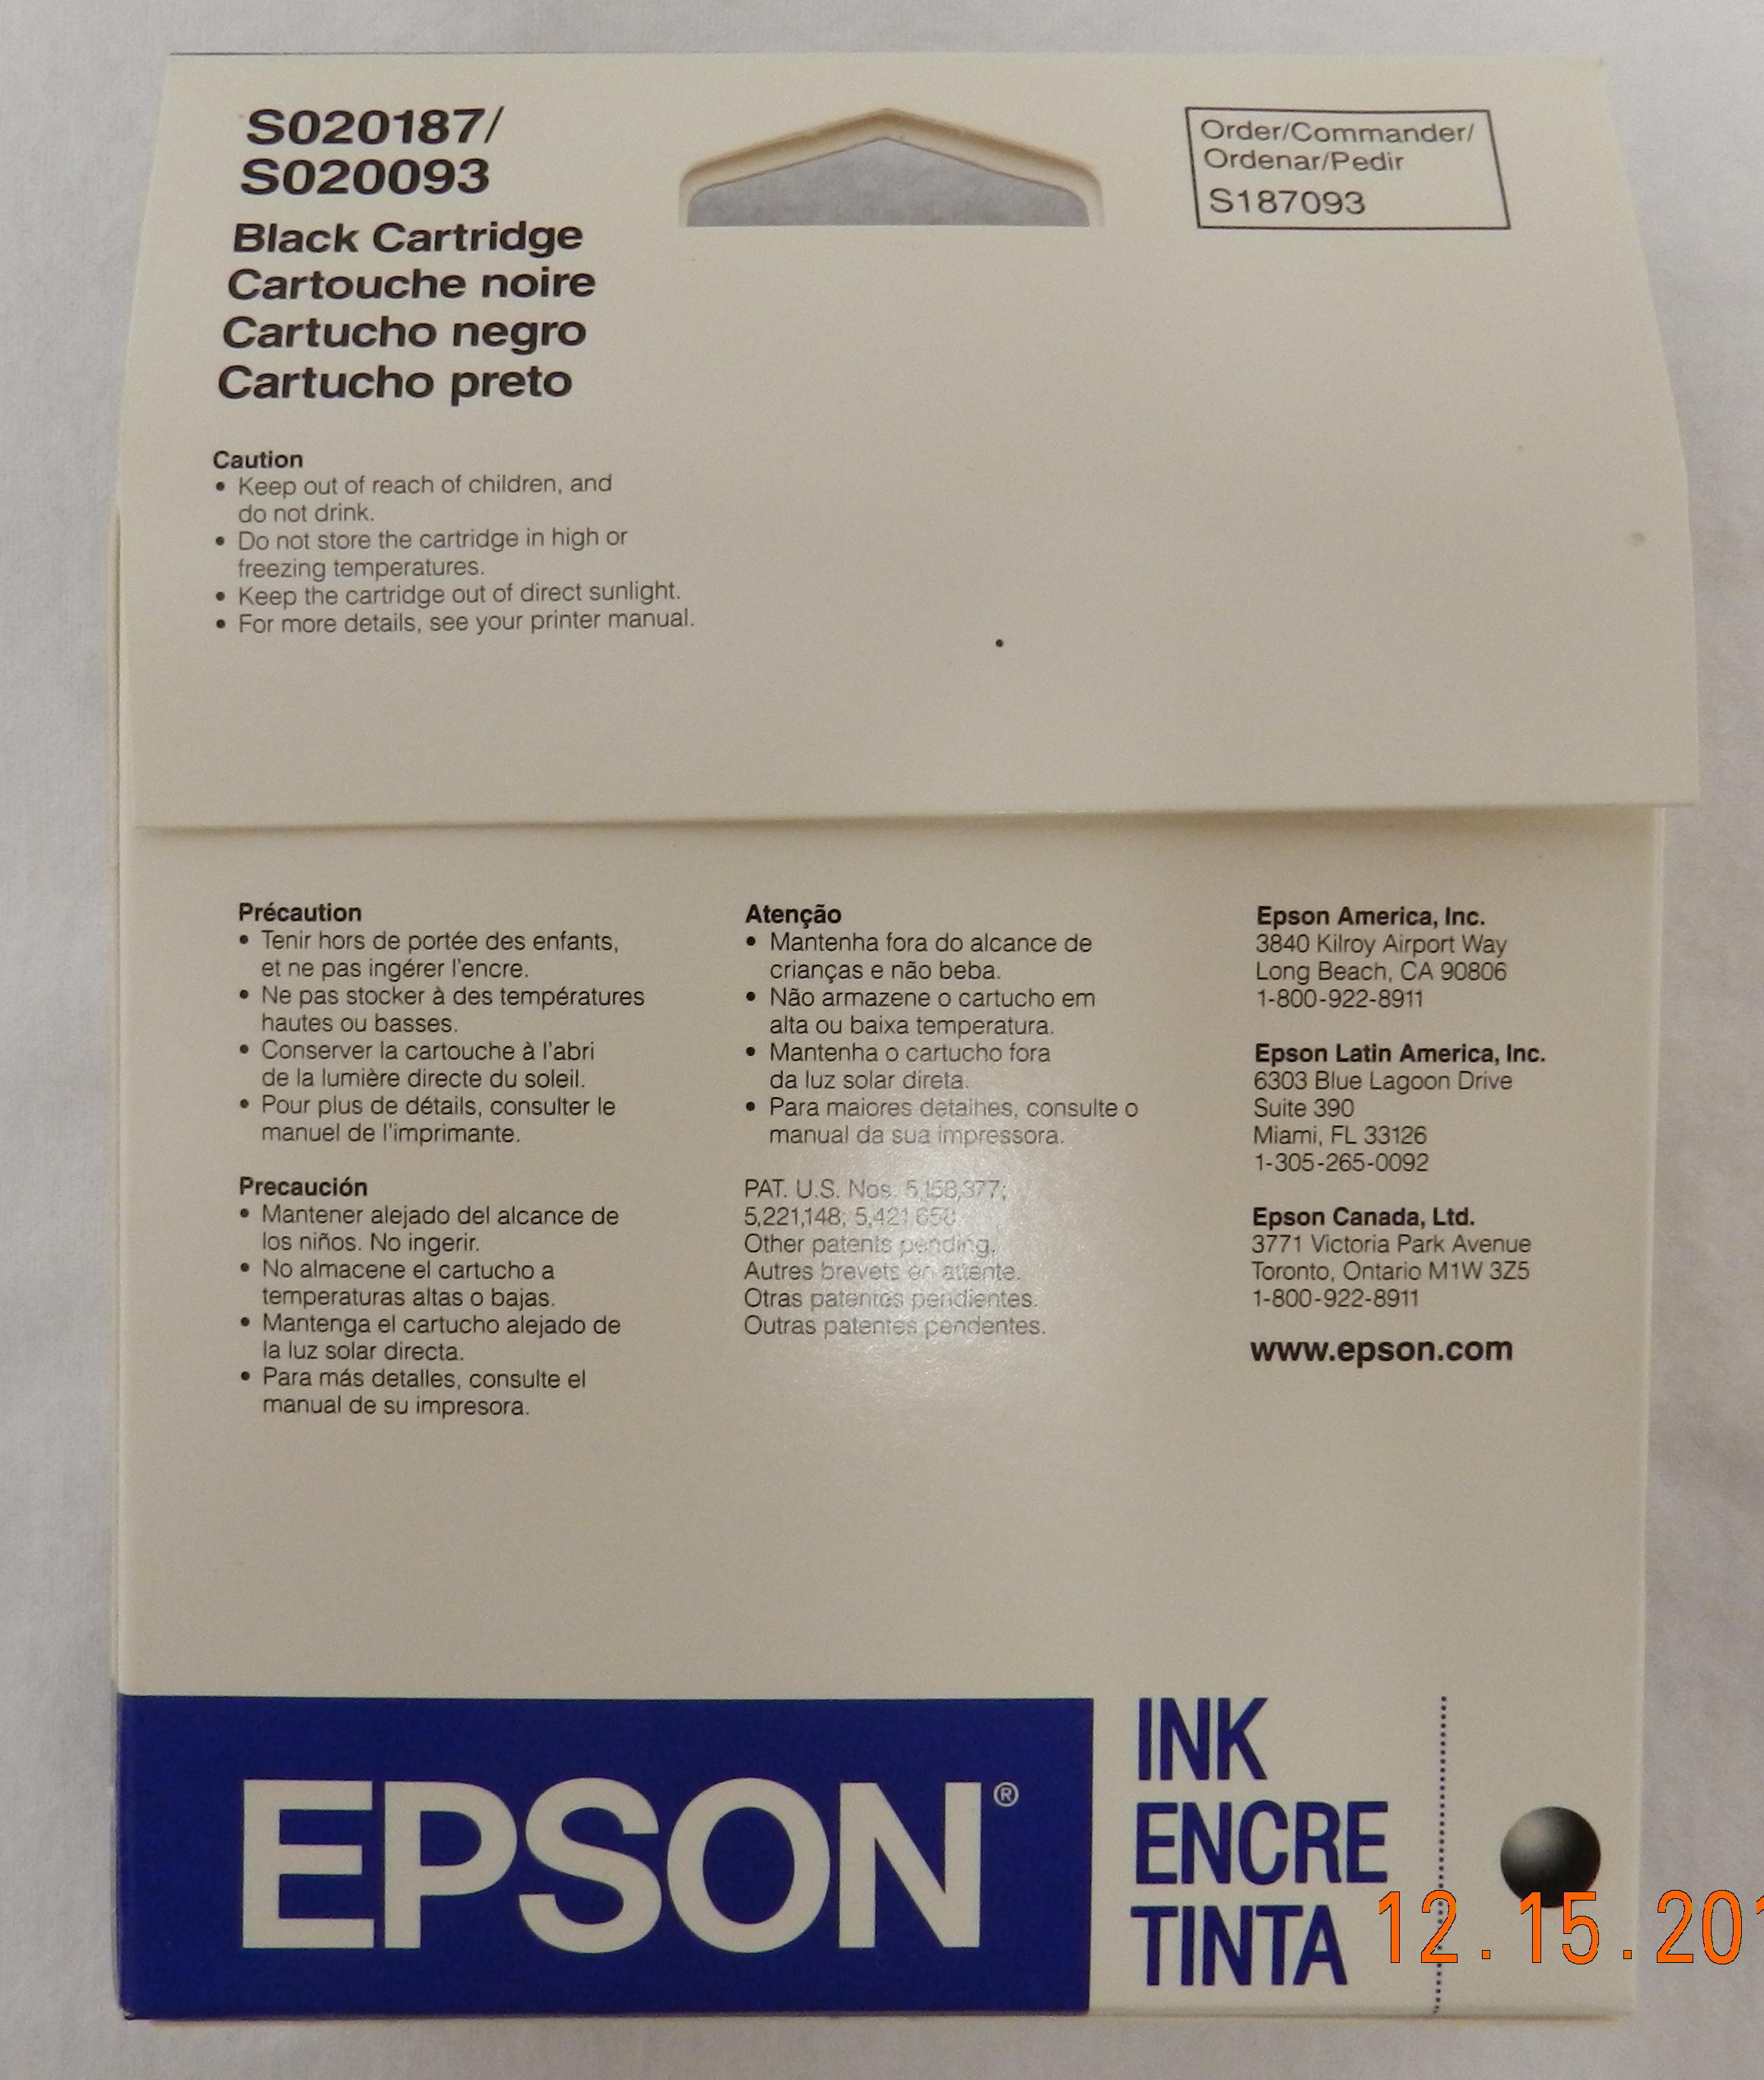 S020187/
S020093
Black Cartridge
Cartouche noire
Cartucho negro
Cartucho preto
Order/Commander/
Ordenar/Pedir
S187093
Caution
• Keep out of reach of children, and
do not drink.
• Do not store the cartridge in high or
freezing temperatures.
• Keep the cartridge out of direct sunlight.
• For more details, see your printer manual.
Précaution
• Tenir hors de portée des enfants,
et ne pas ingérer l'encre.
• Ne pas stocker à des températures
hautes ou basses.
• Conserver la cartouche à l'abri
de la lumière directe du soleil.
• Pour plus de détails, consulter le
manuel de l'imprimante.
Precaución
• Mantener alejado del alcance de
los niños. No ingerir.
• No almacene el cartucho a
temperaturas altas o bajas.
• Mantenga el cartucho alejado de
la luz solar directa.
• Para más detalles, consulte el
manual de su impresora.
Atenção
• Mantenha fora do alcance de
crianças e não beba.
• Não armazene o cartucho em
alta ou baixa temperatura.
• Mantenha o cartucho fora
da luz solar direta.
• Para maiores detalhes, consulte o
manual da sua impressora.
PAT. U.S. Nos. 5,158,377;
5,221,148;
Other patents pending.
Autres brevets en attente.
Otras patentes pendientes.
Outras patentes pendentes.
Epson America, Inc.
3840 Kilroy Airport Way
Long Beach, CA 90806
1-800-922-8911
Epson Latin America, Inc.
6303 Blue Lagoon Drive
Suite 390
Miami, FL 33126
1-305-265-0092
Epson Canada, Ltd.
3771 Victoria Park Avenue
Toronto, Ontario M1W 3Z5
1-800-922-8911
www.epson.com
EPSON®
INK
ENCRE
TINTA
12.15.201